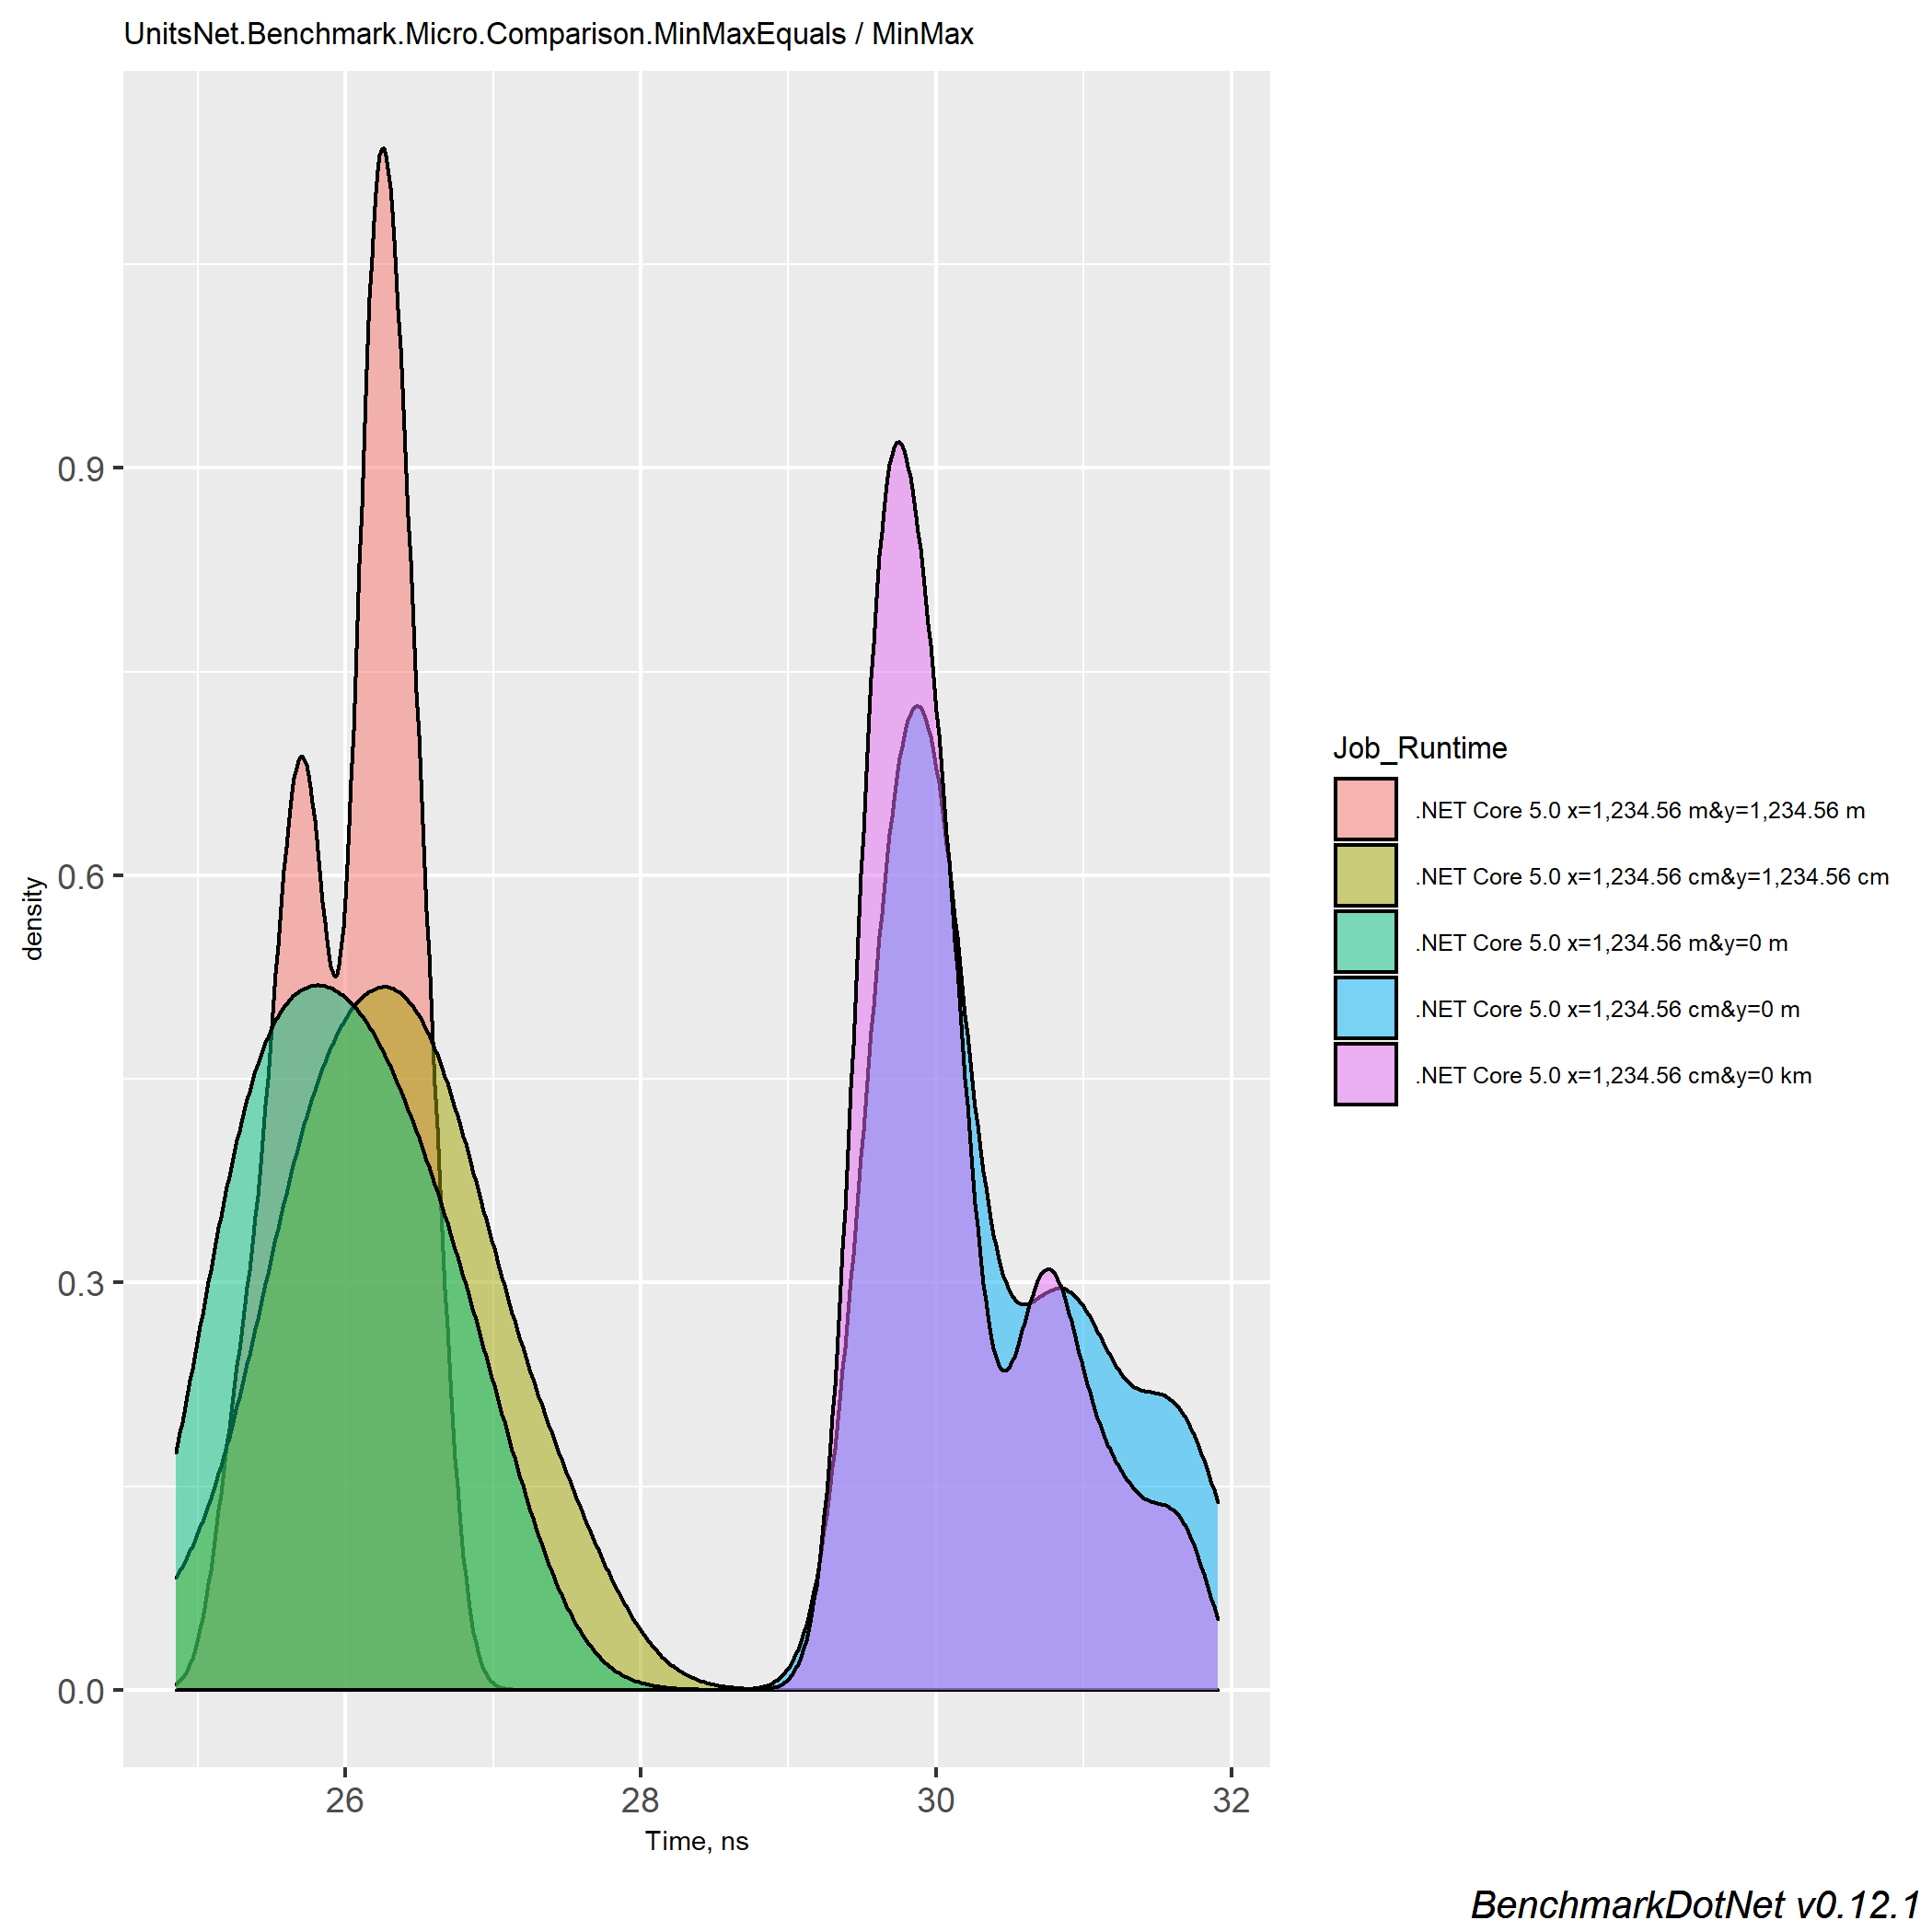 UnitsNet.Benchmark.Micro.Comparison.MinMaxEquals / MinMax
density
0.9
0.6
0.3
0.0
26 28 30 32
Time, ns
Job_Runtime
.NET Core 5.0 x=1,234.56 m&y=1,234.56 m
.NET Core 5.0 x=1,234.56 cm&y=1,234.56 cm
.NET Core 5.0 x=1,234.56 m&y=0 m
.NET Core 5.0 x=1,234.56 cm&y=0 m
.NET Core 5.0 x=1,234.56 cm&y=0 km
BenchmarkDotNet v0.12.1